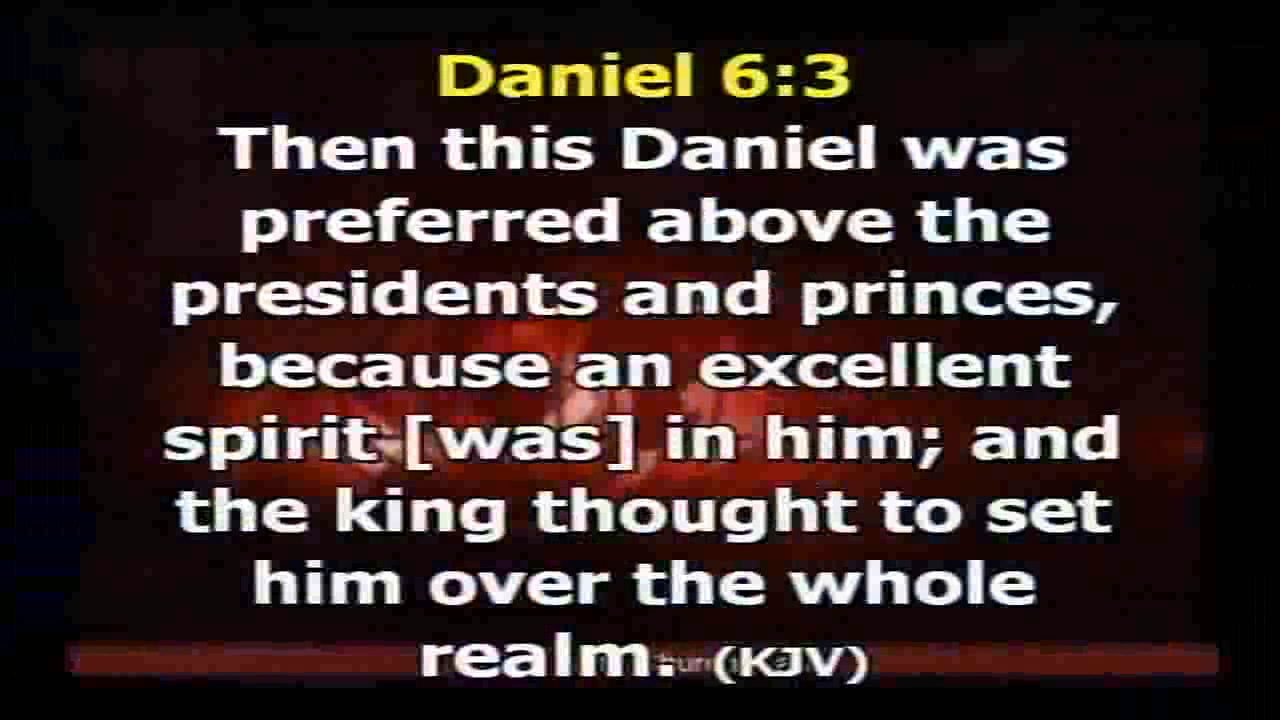 Daniel 6:3
Then this Daniel was
preferred above the
presidents and princes,
because an excellent
spirit [was] in him; and
the king thought to set
him over the whole
realm. (KJV)